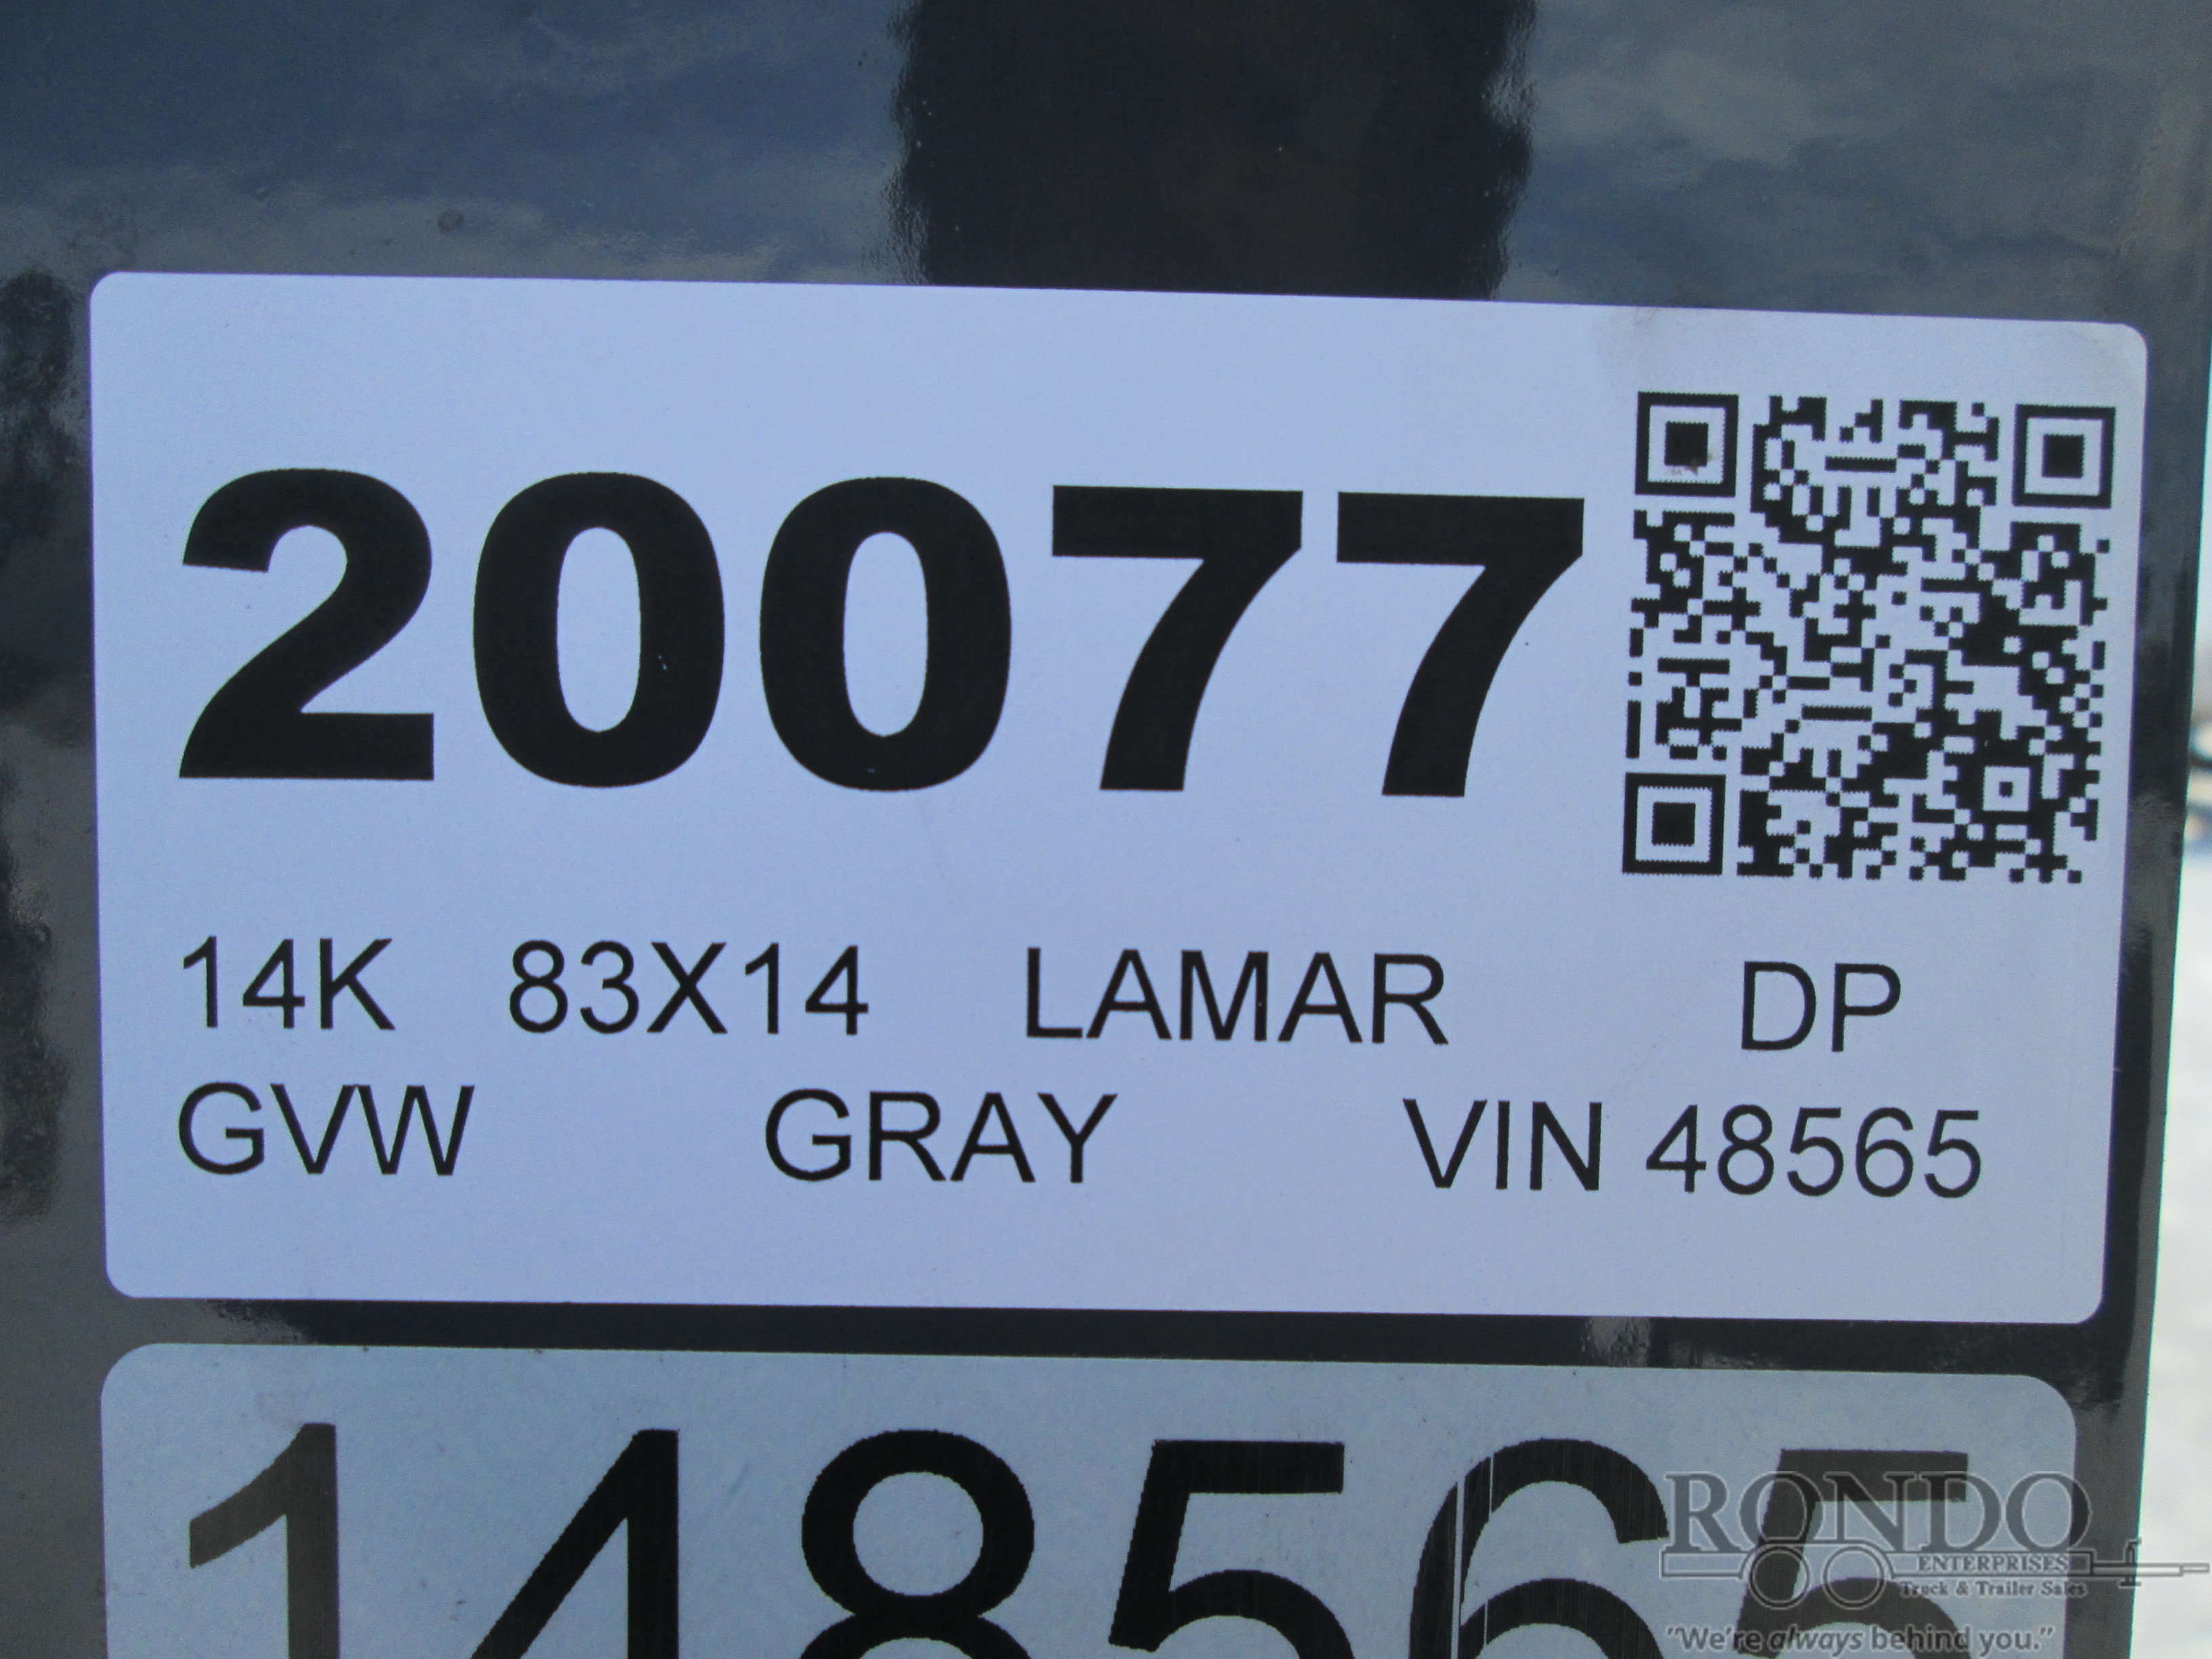 20077
14K 83X14 LAMAR DP
GVW GRAY VIN 48565
148565
RONDO
ENTERPRISES
Truck & Trailer Sales
"We're always behind you."